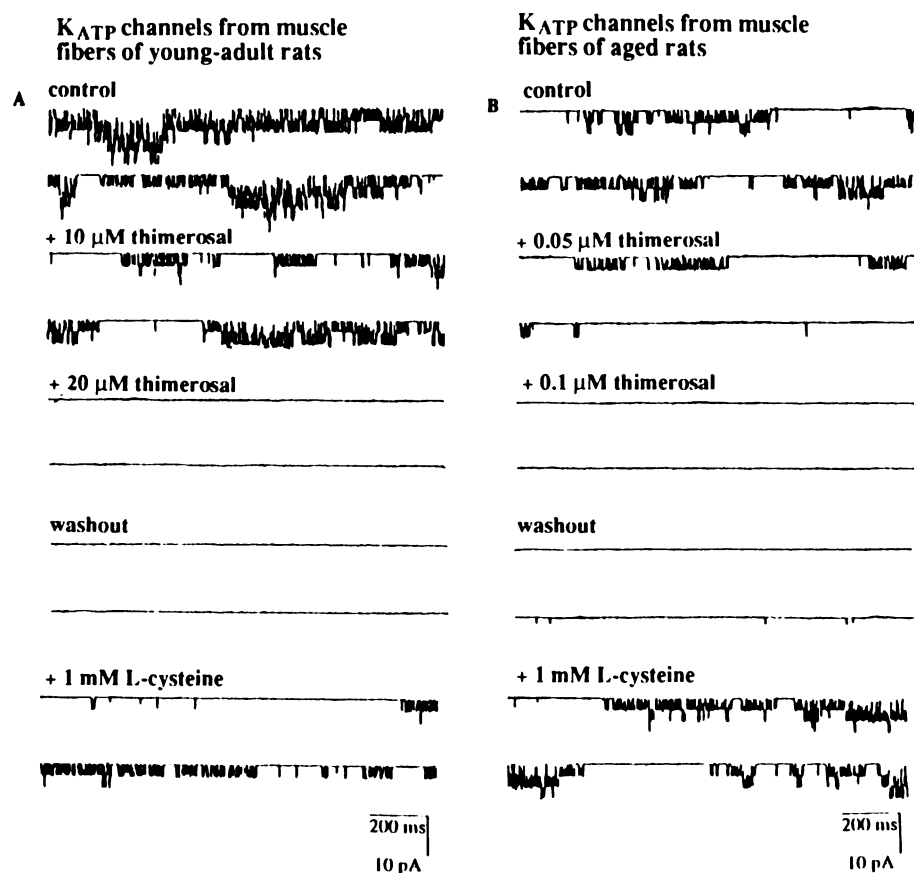 K ATP channels from muscle
fibers of young-adult rats
A
control
+ 10 µM thimerosal
+ 20 µM thimerosal
washout
+ 1 mM L-cysteine
200 ms
10 pA
K ATP channels from muscle
fibers of aged rats
B
control
+ 0.05 µM thimerosal
+ 0.1 µM thimerosal
washout
+ 1 mM L-cysteine
200 ms
10 pA